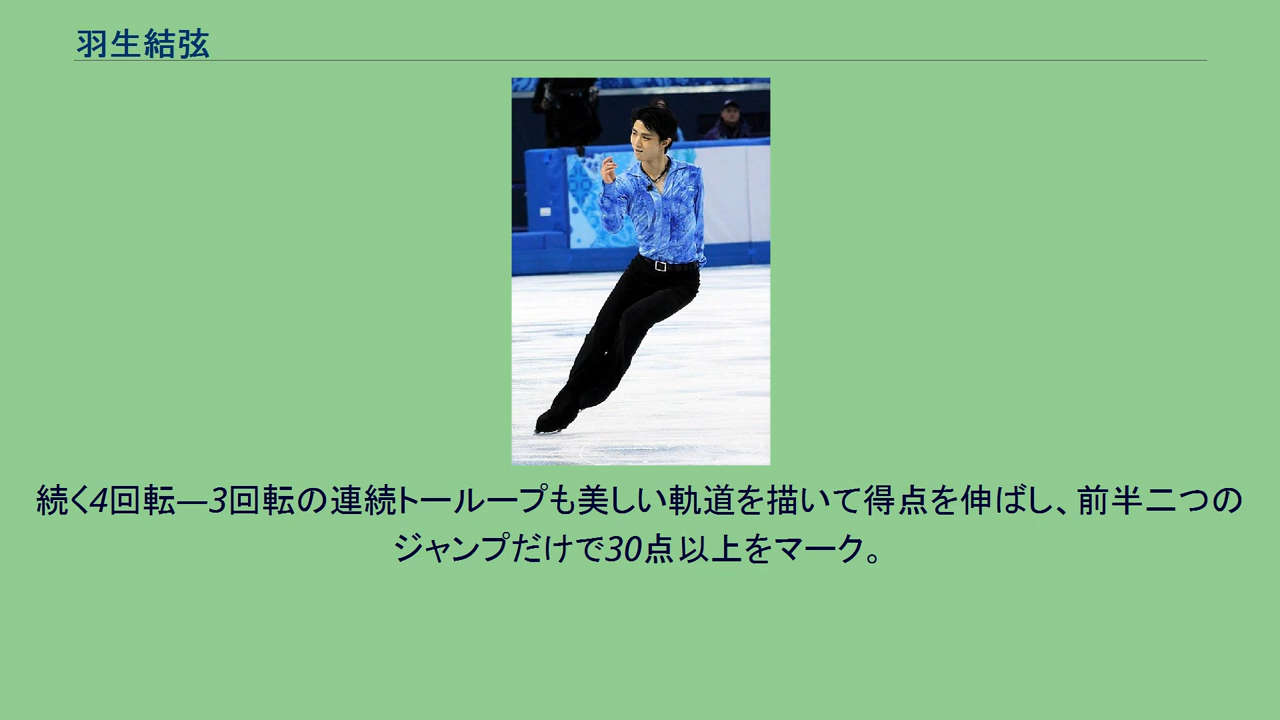 羽生結弦
続く4回転―3回転の連続トーループも美しい軌道を描いて得点を伸ばし、前半二つの
ジャンプだけで30点以上をマーク。